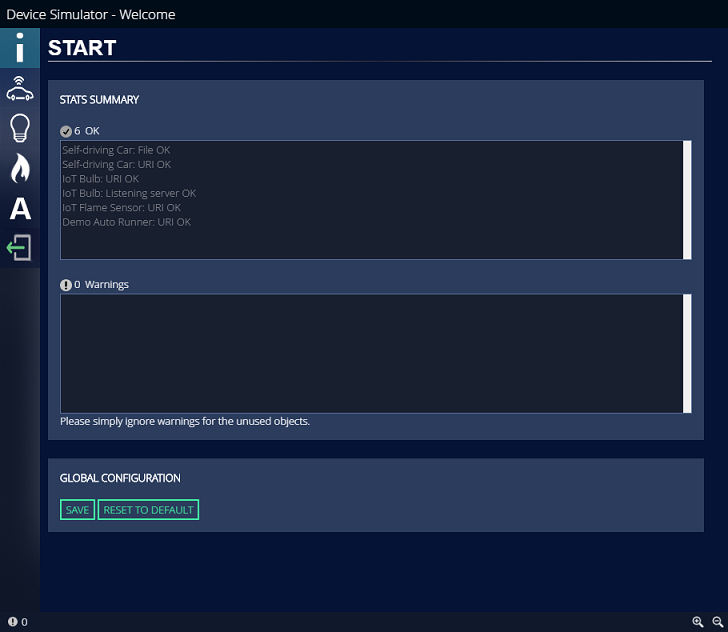 Device Simulator - Welcome
START
STATS SUMMARY
6 OK
Self-driving Car: File OK
Self-driving Car: URI OK
IoT Bulb: URI OK
IoT Bulb: Listening server OK
IoT Flame Sensor: URI OK
Demo Auto Runner: URI OK
0 Warnings
Please simply ignore warnings for the unused objects.
GLOBAL CONFIGURATION
SAVE RESET TO DEFAULT
A
0